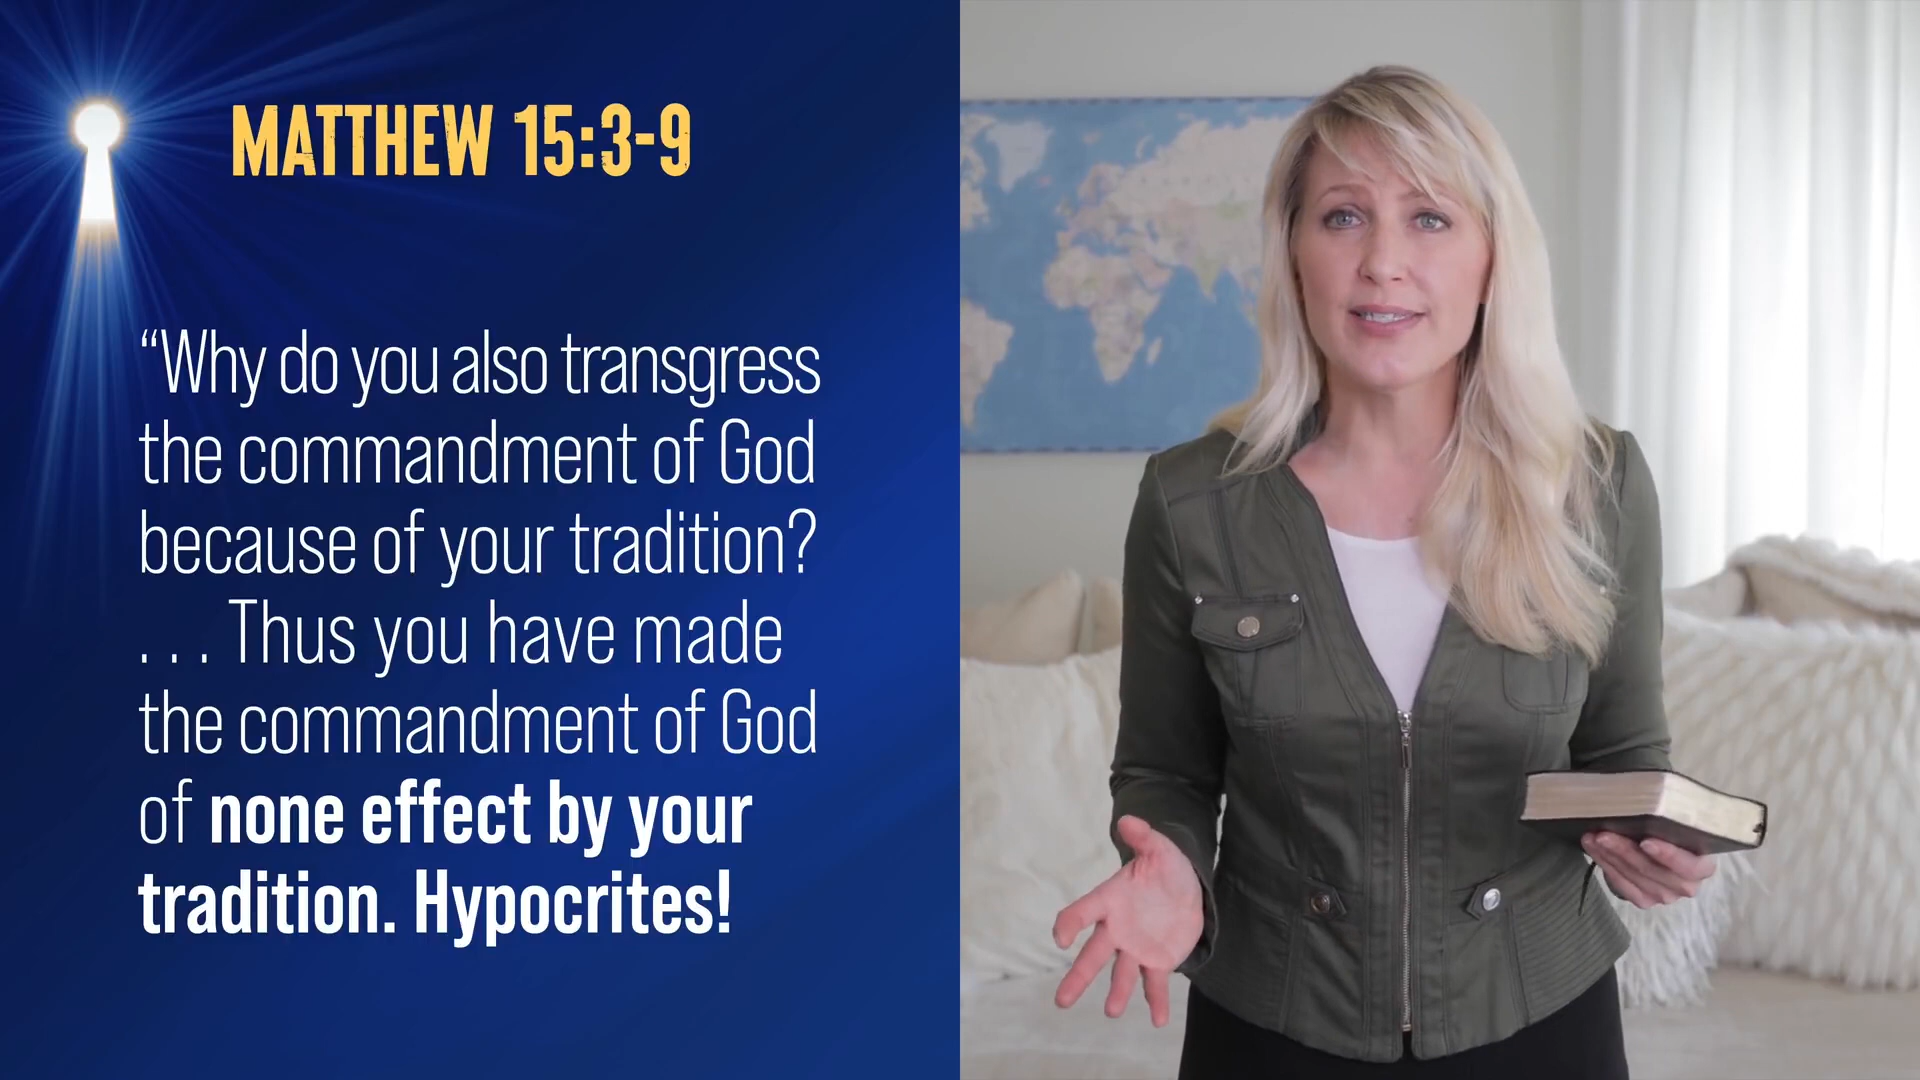 MATTHEW 15:3-9
“Why do you also transgress
the commandment of God
because of your tradition?
. . . Thus you have made
the commandment of God
of none effect by your
tradition. Hypocrites!